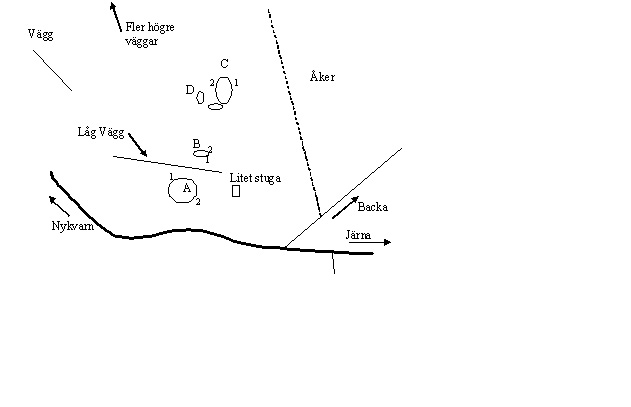 Vägg
Fler högre
väggar
C
2 1
D
Åker
Låg Vägg
B
2
1
Litet stuga
1
A
2
Backa
Nykvarn
Järna